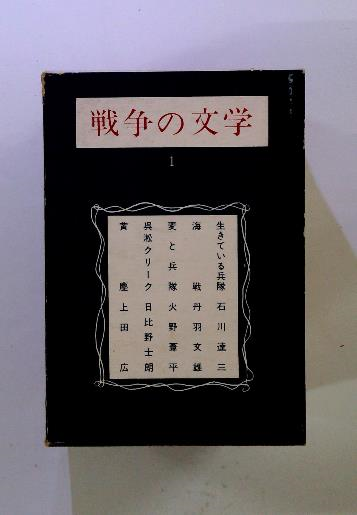 戦争の文学
1
生きている兵隊 石川達三
海戦 丹羽文雄
麦と兵隊 火野葦平
呉淞クリーク 日比野士朗
黄塵 上田広